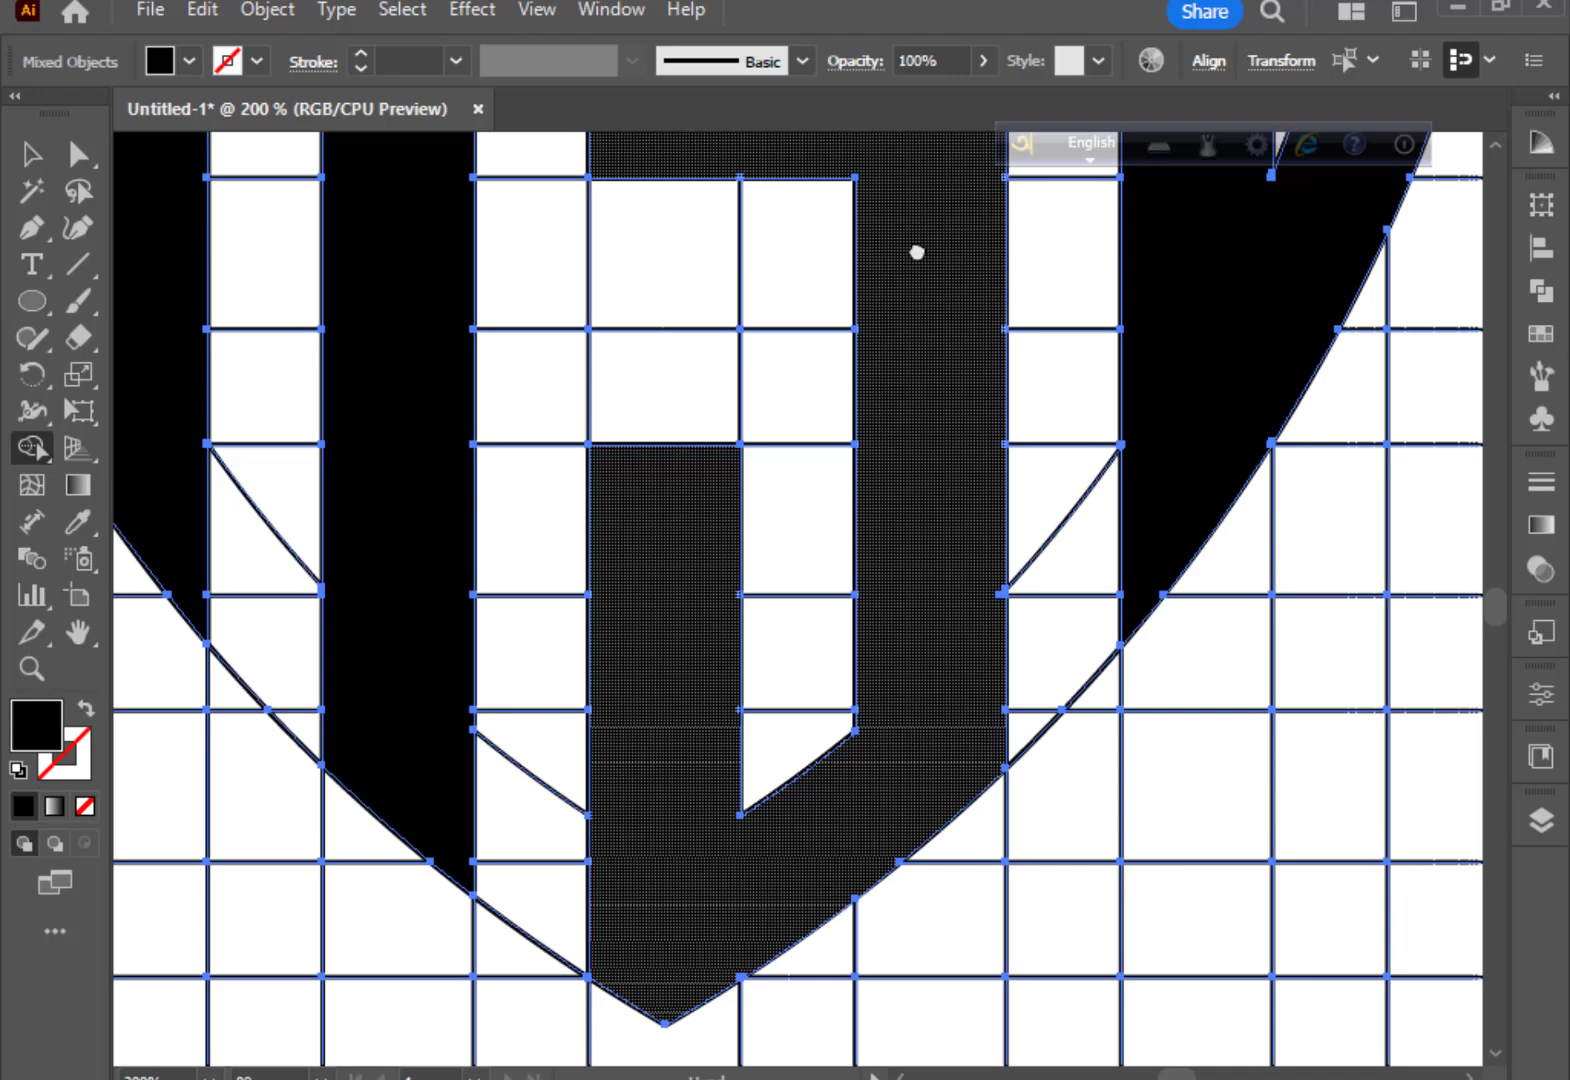 Ai File Edit Object Type Select Effect View Window Help Share
Mixed Objects Stroke: Basic Opacity: 100% Style: Align Transform
Untitled-1* @ 200 % (RGB/CPU Preview)
অ English